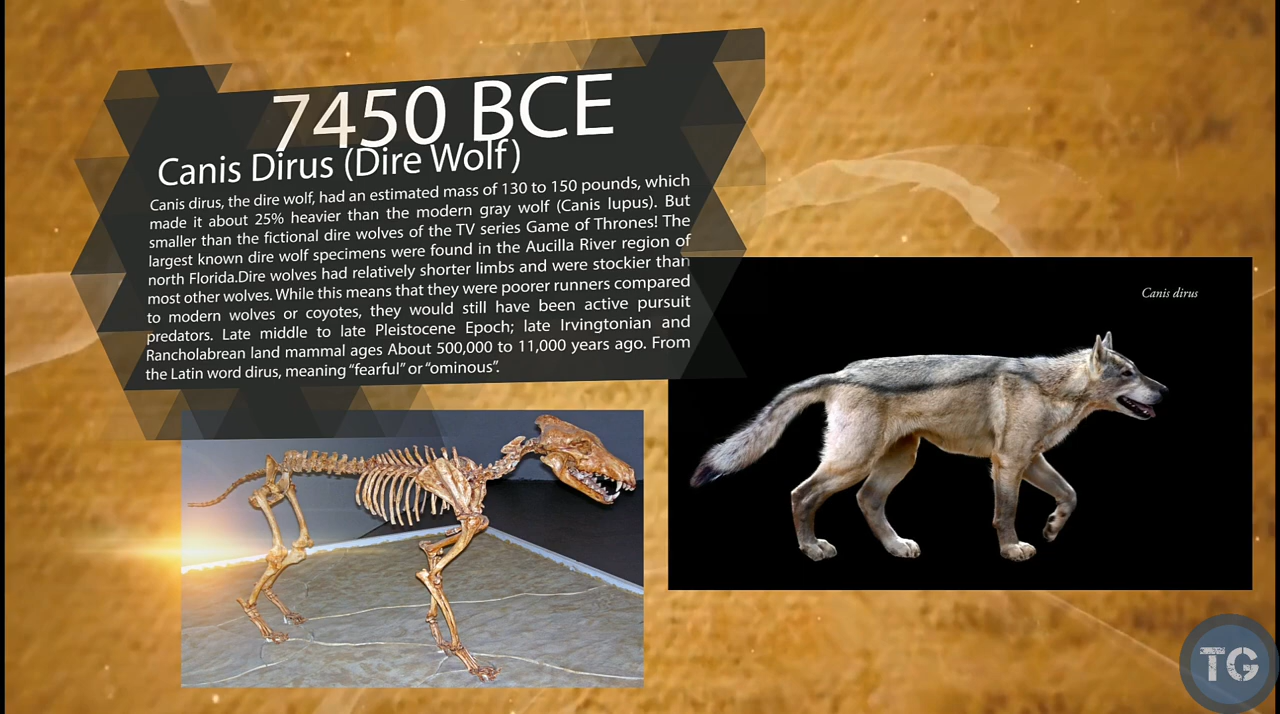 7450 BCE
Canis Dirus (Dire Wolf)
Canis dirus, the dire wolf, had an estimated mass of 130 to 150 pounds, which
made it about 25% heavier than the modern gray wolf (Canis lupus). But
smaller than the fictional dire wolves of the TV series Game of Thrones! The
largest known dire wolf specimens were found in the Aucilla River region of
north Florida.Dire wolves had relatively shorter limbs and were stockier than
most other wolves. While this means that they were poorer runners compared
to modern wolves or coyotes, they would still have been active pursuit
predators. Late middle to late Pleistocene Epoch; late Irvingtonian and
Rancholabrean land mammal ages About 500,000 to 11,000 years ago. From
the Latin word dirus, meaning “fearful” or “ominous”.
Canis dirus
TG